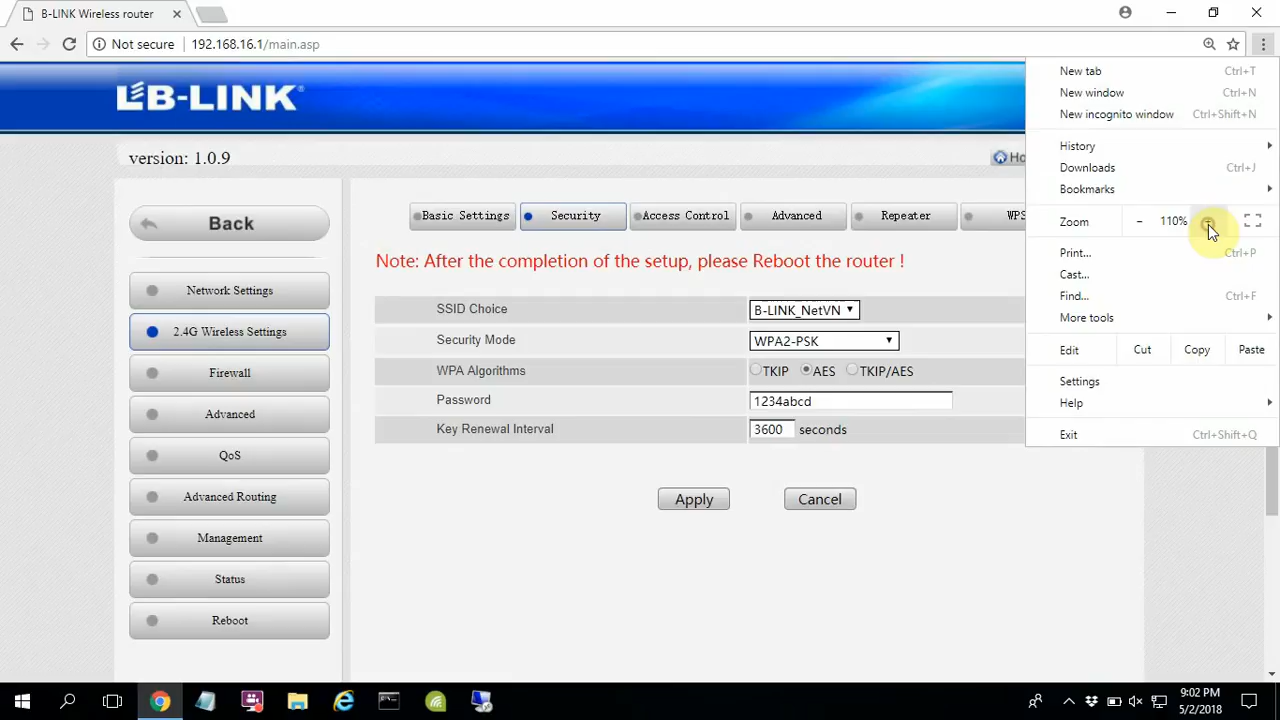 B-LINK Wireless router
Not secure 192.168.16.1/main.asp
New tab Ctrl+T
New window Ctrl+N
New incognito window Ctrl+Shift+N
History
Downloads Ctrl+J
Bookmarks
Zoom - 110%
Print... Ctrl+P
Cast...
Find... Ctrl+F
More tools
Edit Cut Copy Paste
Settings
Help
Exit Ctrl+Shift+Q
LB-LINK
version: 1.0.9
Ho
Back
Network Settings
2.4G Wireless Settings
Firewall
Advanced
QoS
Advanced Routing
Management
Status
Reboot
Basic Settings Security Access Control Advanced Repeater WPS
Note: After the completion of the setup, please Reboot the router !
SSID Choice B-LINK_NetVN
Security Mode WPA2-PSK
WPA Algorithms TKIP AES TKIP/AES
Password 1234abcd
Key Renewal Interval 3600 seconds
Apply Cancel
9:02 PM
5/2/2018